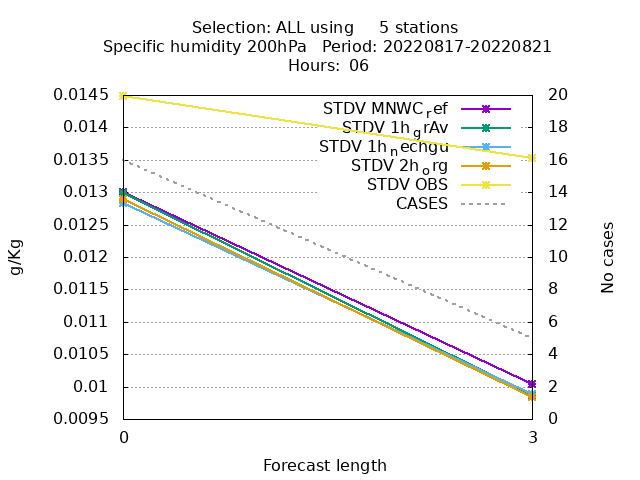 Selection: ALL using     5 stations
Specific humidity 200hPa   Period: 20220817-20220821
Hours: 06
0.0145
0.014
0.0135
0.013
0.0125
0.012
0.0115
0.011
0.0105
0.01
0.0095
20
18
16
14
12
10
8
6
4
2
0
STDV MNWC_ref
STDV 1h_grAv
STDV 1h_nechgu
STDV 2h_org
STDV OBS
CASES
g/Kg
No cases
0
3
Forecast length